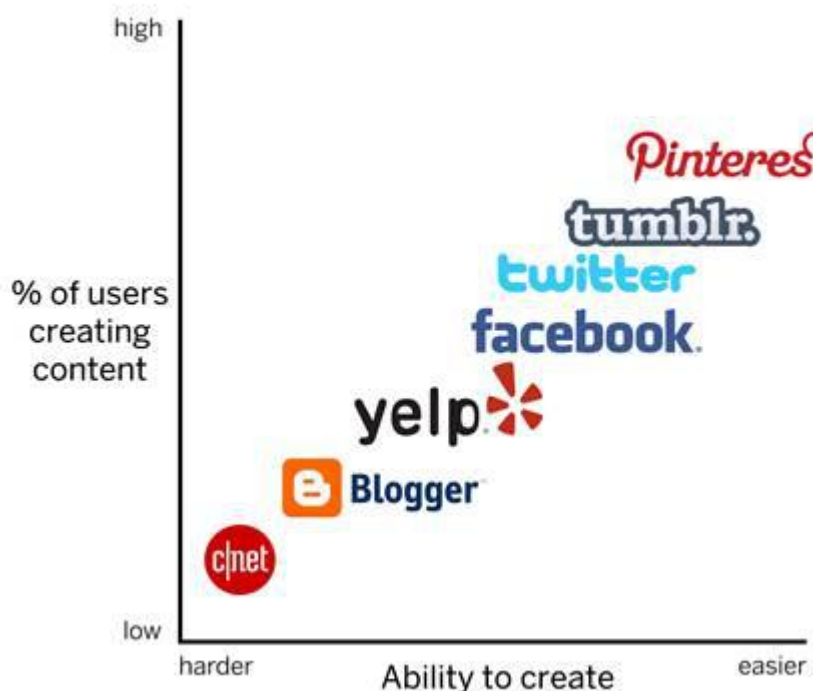 high
Pinteres
tumblr.
twitter
% of users
creating
content
facebook
yelp
Blogger
c|net
low
harder
Ability to create
easier